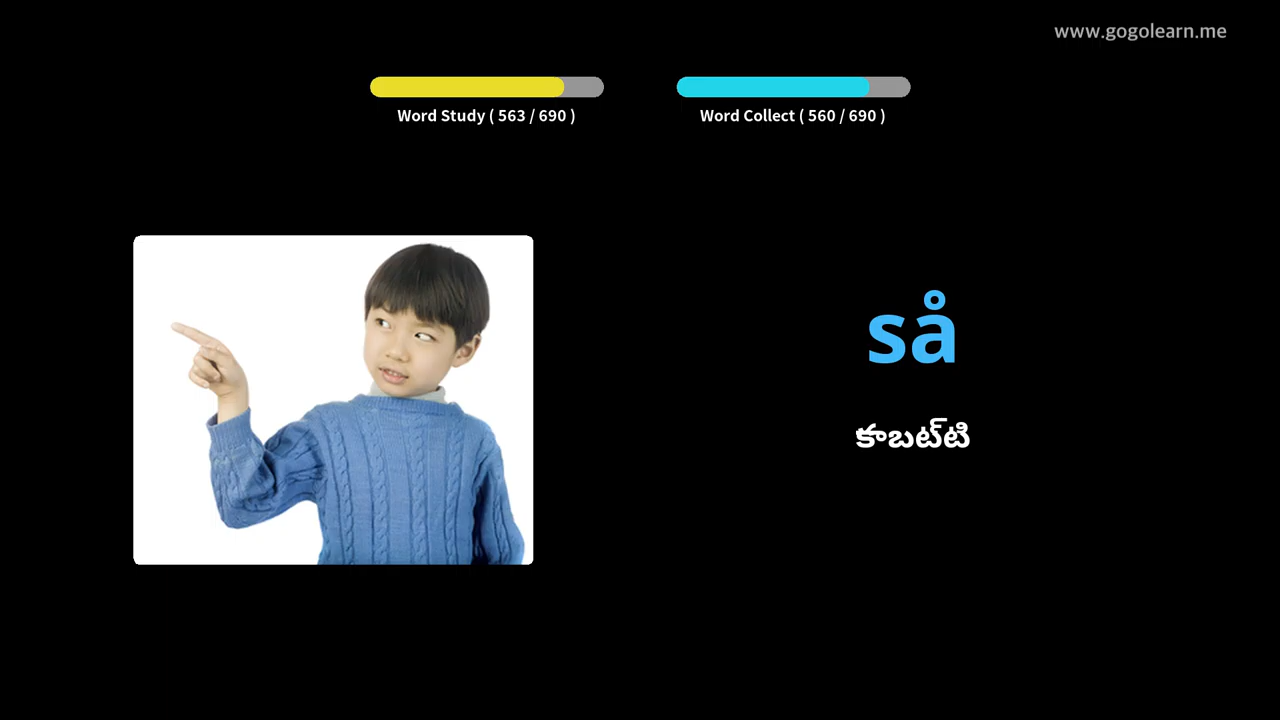 www.gogolearn.me
Word Study ( 563 / 690 )
Word Collect ( 560 / 690 )
så
కాబట్‌టి